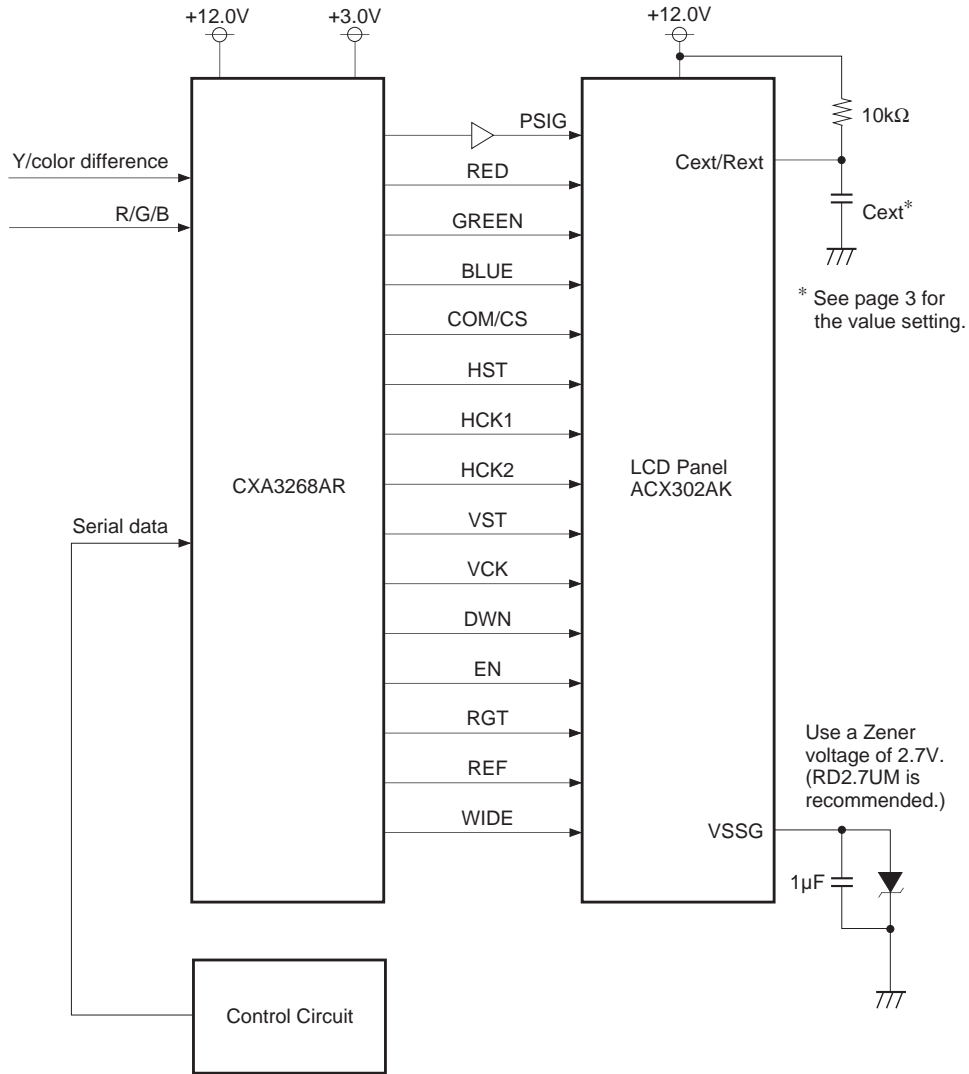 +12.0V
+3.0V
+12.0V
PSIG
10kΩ
Y/color difference
Cext/Rext
RED
R/G/B
Cext*
GREEN
BLUE
* See page 3 for
the value setting.
COM/CS
HST
HCK1
HCK2
CXA3268AR
LCD Panel
ACX302AK
Serial data
VST
VCK
DWN
EN
RGT
REF
WIDE
Use a Zener
voltage of 2.7V.
(RD2.7UM is
recommended.)
VSSG
1µF
Control Circuit